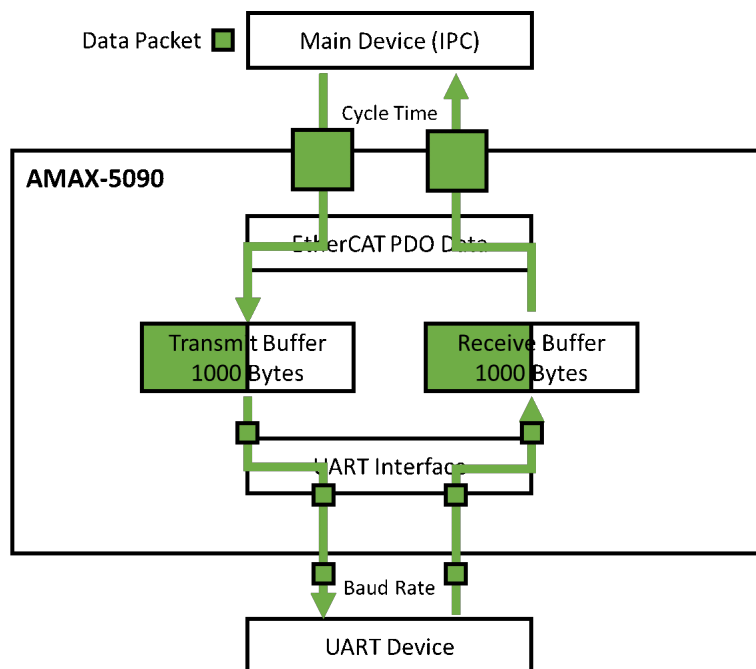 Data Packet
Main Device (IPC)
Cycle Time
AMAX-5090
EtherCAT PDO Data
Transmit Buffer
1000 Bytes
Receive Buffer
1000 Bytes
UART Interface
Baud Rate
UART Device